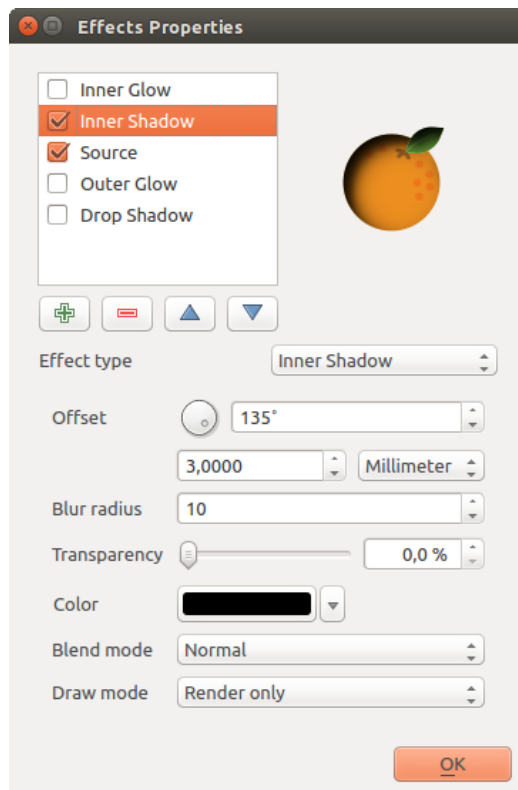 Effects Properties
Inner Glow
Inner Shadow
Source
Outer Glow
Drop Shadow
Effect type Inner Shadow
Offset 135°
3,0000 Millimeter
Blur radius 10
Transparency 0,0 %
Color
Blend mode Normal
Draw mode Render only
OK